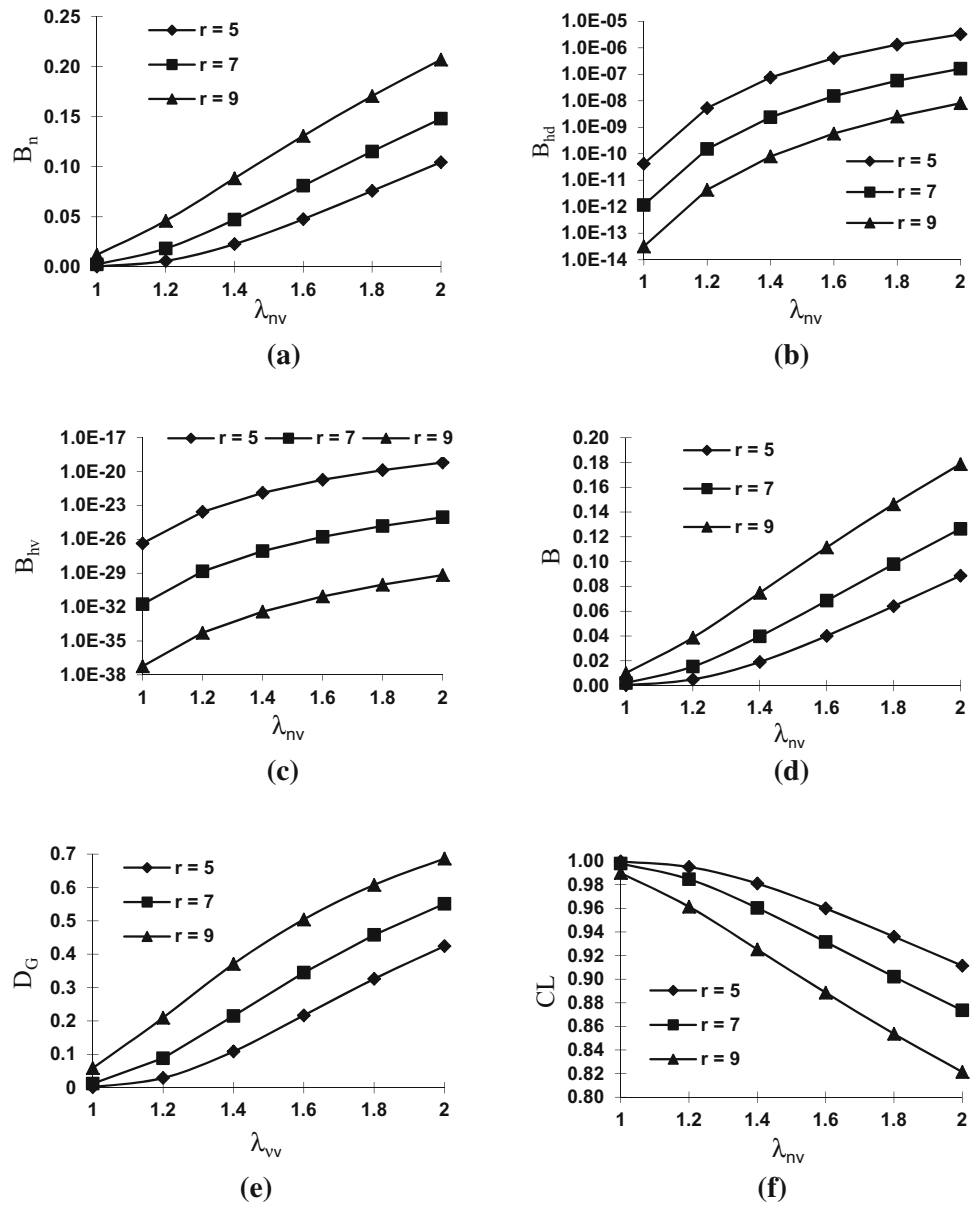 0.25
0.20
0.15
0.10
0.05
0.00
Bn
r = 5
r = 7
r = 9
1 1.2 1.4 1.6 1.8 2
λnv
(a)
1.0E-05
1.0E-06
1.0E-07
1.0E-08
1.0E-09
1.0E-10
1.0E-11
1.0E-12
1.0E-13
1.0E-14
Bhd
r = 5
r = 7
r = 9
1 1.2 1.4 1.6 1.8 2
λnv
(b)
1.0E-17
1.0E-20
1.0E-23
1.0E-26
1.0E-29
1.0E-32
1.0E-35
1.0E-38
Bhv
r = 5 r = 7 r = 9
1 1.2 1.4 1.6 1.8 2
λnv
(c)
0.20
0.18
0.16
0.14
0.12
0.10
0.08
0.06
0.04
0.02
0.00
B
r = 5
r = 7
r = 9
1 1.2 1.4 1.6 1.8 2
λnv
(d)
0.7
0.6
0.5
0.4
0.3
0.2
0.1
0
DG
r = 5
r = 7
r = 9
1 1.2 1.4 1.6 1.8 2
λνv
(e)
1.00
0.98
0.96
0.94
0.92
0.90
0.88
0.86
0.84
0.82
0.80
CL
r = 5
r = 7
r = 9
1 1.2 1.4 1.6 1.8 2
λnv
(f)